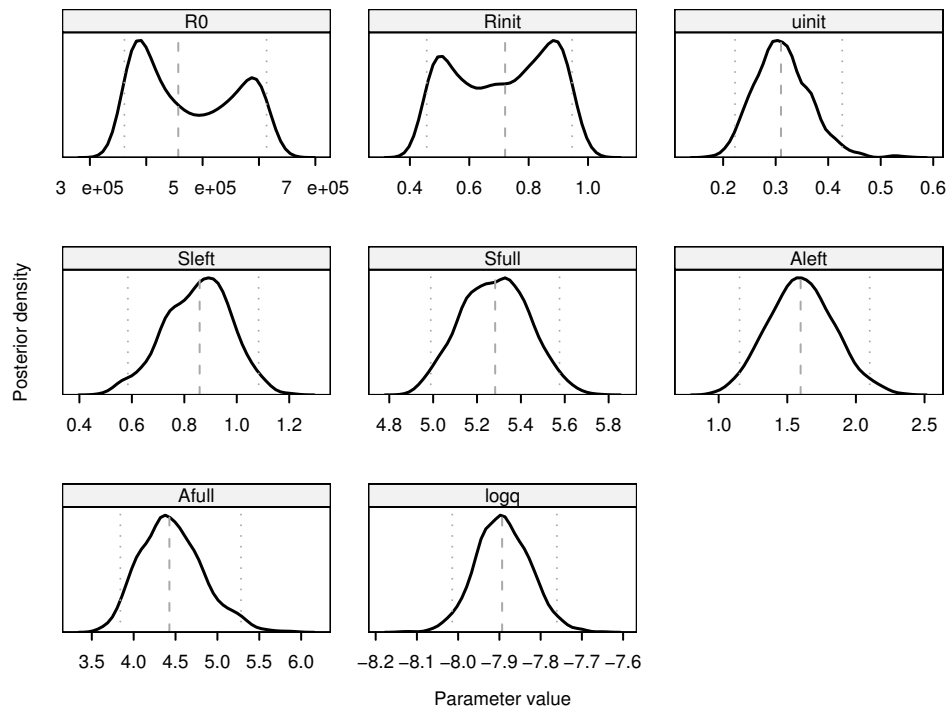 R0 Rinit uinit
3 e+05 5 e+05 7 e+05 0.4 0.6 0.8 1.0 0.2 0.3 0.4 0.5 0.6
Sleft Sfull Aleft
0.4 0.6 0.8 1.0 1.2 4.8 5.0 5.2 5.4 5.6 5.8 1.0 1.5 2.0 2.5
Posterior density
Afull logq
3.5 4.0 4.5 5.0 5.5 6.0 −8.2 −8.1 −8.0 −7.9 −7.8 −7.7 −7.6
Parameter value